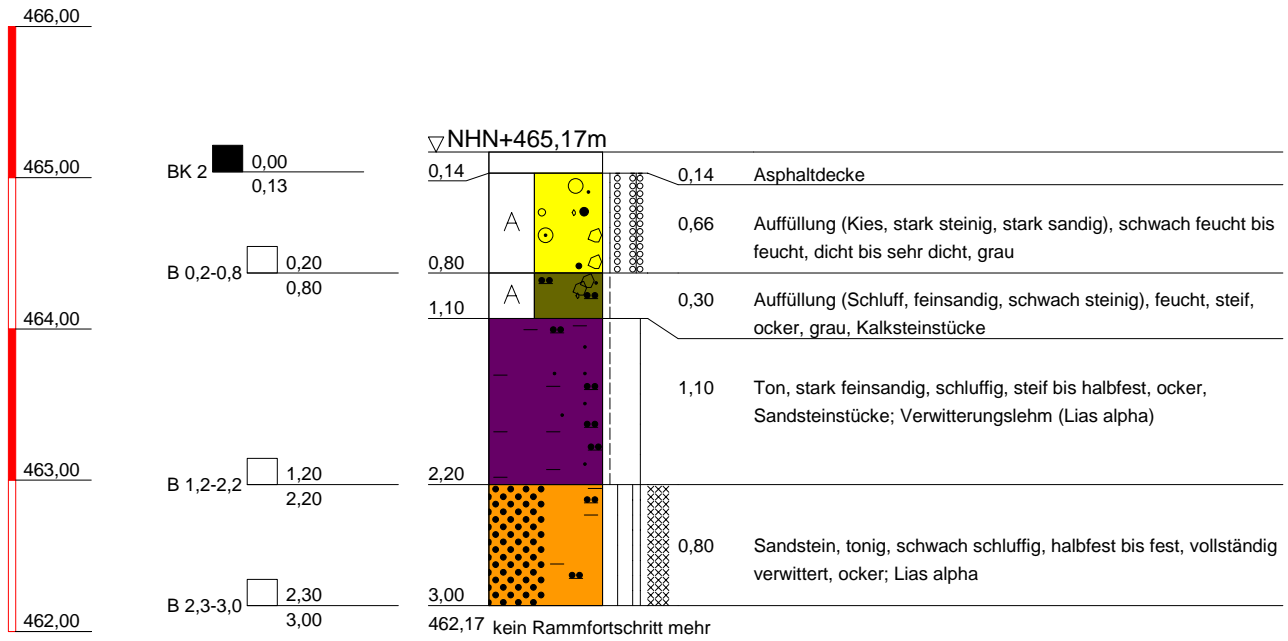 466,00
465,00
464,00
463,00
462,00
BK 2
0,00
0,13
B 0,2-0,8
0,20
0,80
B 1,2-2,2
1,20
2,20
B 2,3-3,0
2,30
3,00
NHN+465,17m
0,14
0,80
1,10
2,20
3,00
462,17 kein Rammfortschritt mehr
A
A
0,14 Asphaltdecke
0,66 Auffüllung (Kies, stark steinig, stark sandig), schwach feucht bis
feucht, dicht bis sehr dicht, grau
0,30 Auffüllung (Schluff, feinsandig, schwach steinig), feucht, steif,
ocker, grau, Kalksteinstücke
1,10 Ton, stark feinsandig, schluffig, steif bis halbfest, ocker,
Sandsteinstücke; Verwitterungslehm (Lias alpha)
0,80 Sandstein, tonig, schwach schluffig, halbfest bis fest, vollständig
verwittert, ocker; Lias alpha